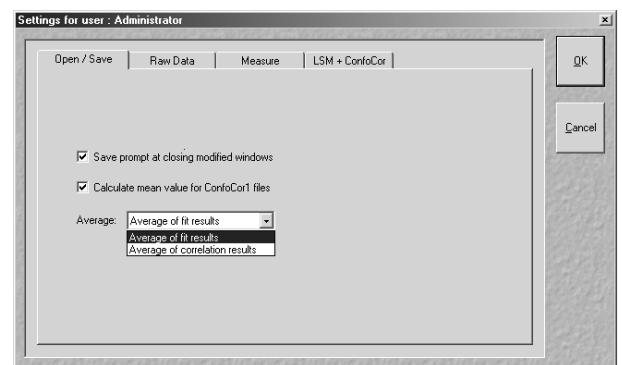 Settings for user : Administrator
Open / Save
Raw Data
Measure
LSM + ConfoCor
OK
Cancel
Save prompt at closing modified windows
Calculate mean value for ConfoCor1 files
Average: Average of fit results
Average of fit results
Average of correlation results